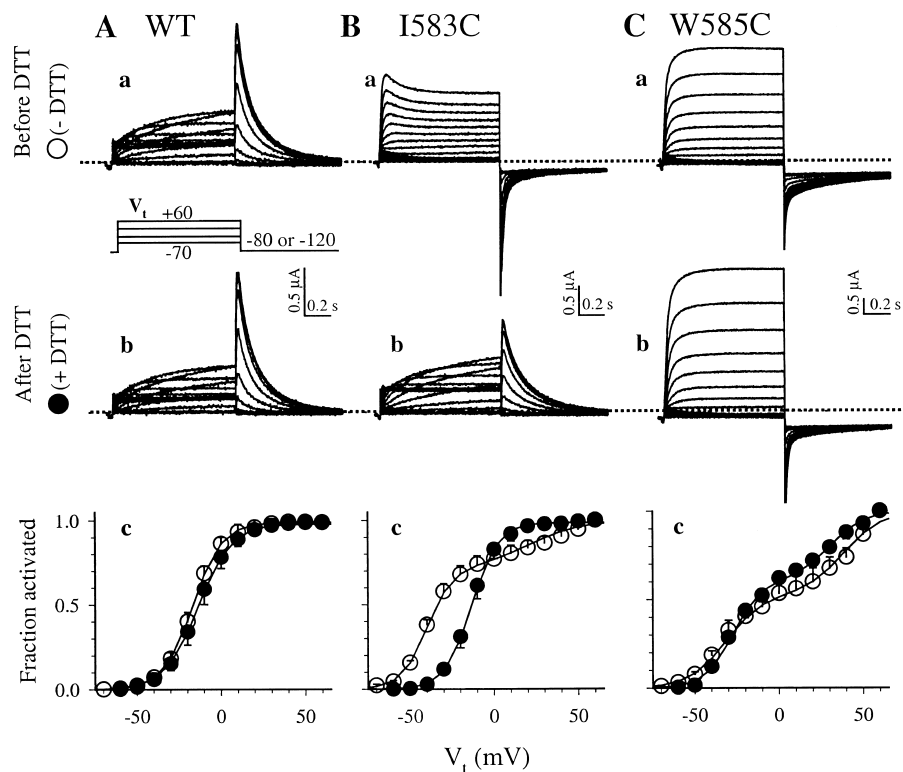 A WT B I583C C W585C
Before DTT
○(- DTT)
a a a
V_t +60
-70
-80 or -120
0.5 µA 0.2 s
0.5 µA 0.2 s
0.5 µA 0.2 s
After DTT
●(+ DTT)
b b b
Fraction activated
c c c
1.0
0.5
0.0
-50 0 50 -50 0 50 -50 0 50
V_t (mV)